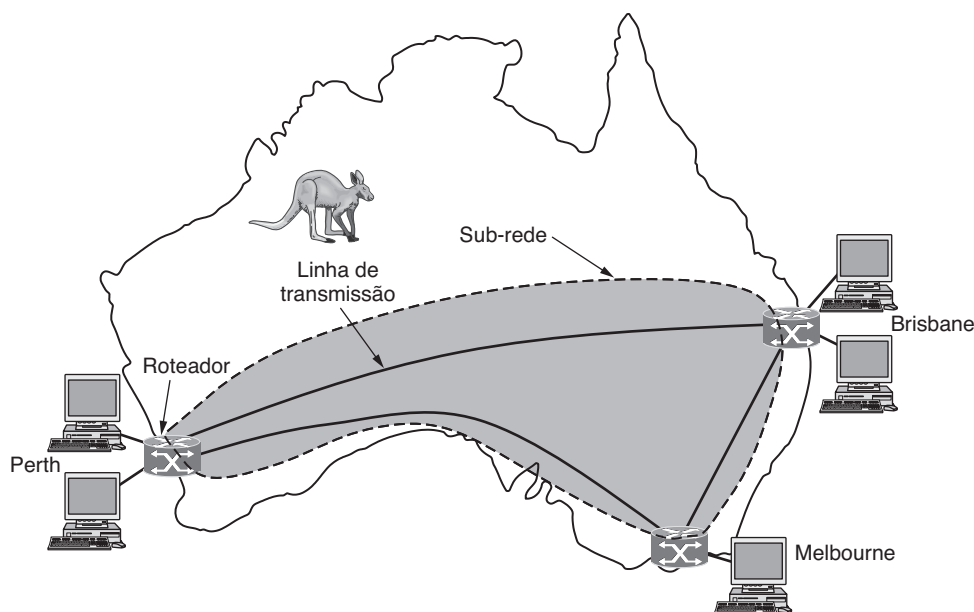 Sub-rede
Linha de
transmissão
Brisbane
Roteador
Perth
Melbourne